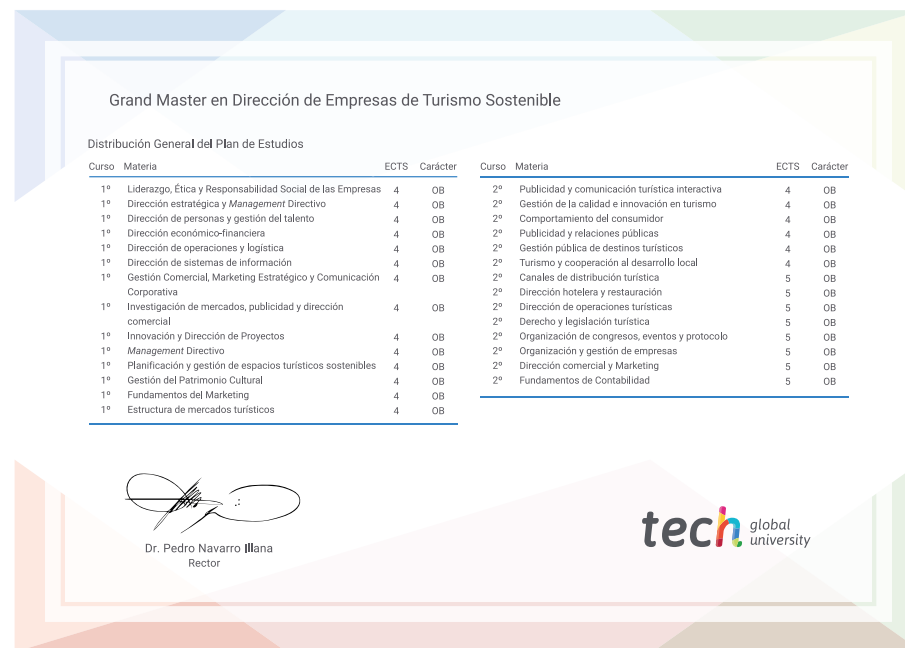 Grand Master en Dirección de Empresas de Turismo Sostenible
Distribución General del Plan de Estudios
Curso Materia ECTS Carácter
1º Liderazgo, Ética y Responsabilidad Social de las Empresas 4 OB
1º Dirección estratégica y Management Directivo 4 OB
1º Dirección de personas y gestión del talento 4 OB
1º Dirección económico-financiera 4 OB
1º Dirección de operaciones y logística 4 OB
1º Dirección de sistemas de información 4 OB
1º Gestión Comercial, Marketing Estratégico y Comunicación 4 OB
Corporativa
1º Investigación de mercados, publicidad y dirección 4 OB
comercial
1º Innovación y Dirección de Proyectos 4 OB
1º Management Directivo 4 OB
1º Planificación y gestión de espacios turísticos sostenibles 4 OB
1º Gestión del Patrimonio Cultural 4 OB
1º Fundamentos del Marketing 4 OB
1º Estructura de mercados turísticos 4 OB
Curso Materia ECTS Carácter
2º Publicidad y comunicación turística interactiva 4 OB
2º Gestión de la calidad e innovación en turismo 4 OB
2º Comportamiento del consumidor 4 OB
2º Publicidad y relaciones públicas 4 OB
2º Gestión pública de destinos turísticos 4 OB
2º Turismo y cooperación al desarrollo local 4 OB
2º Canales de distribución turística 5 OB
2º Dirección hotelera y restauración 5 OB
2º Dirección de operaciones turísticas 5 OB
2º Derecho y legislación turística 5 OB
2º Organización de congresos, eventos y protocolo 5 OB
2º Organización y gestión de empresas 5 OB
2º Dirección comercial y Marketing 5 OB
2º Fundamentos de Contabilidad 5 OB
Dr. Pedro Navarro Illana
Rector
tech global
university